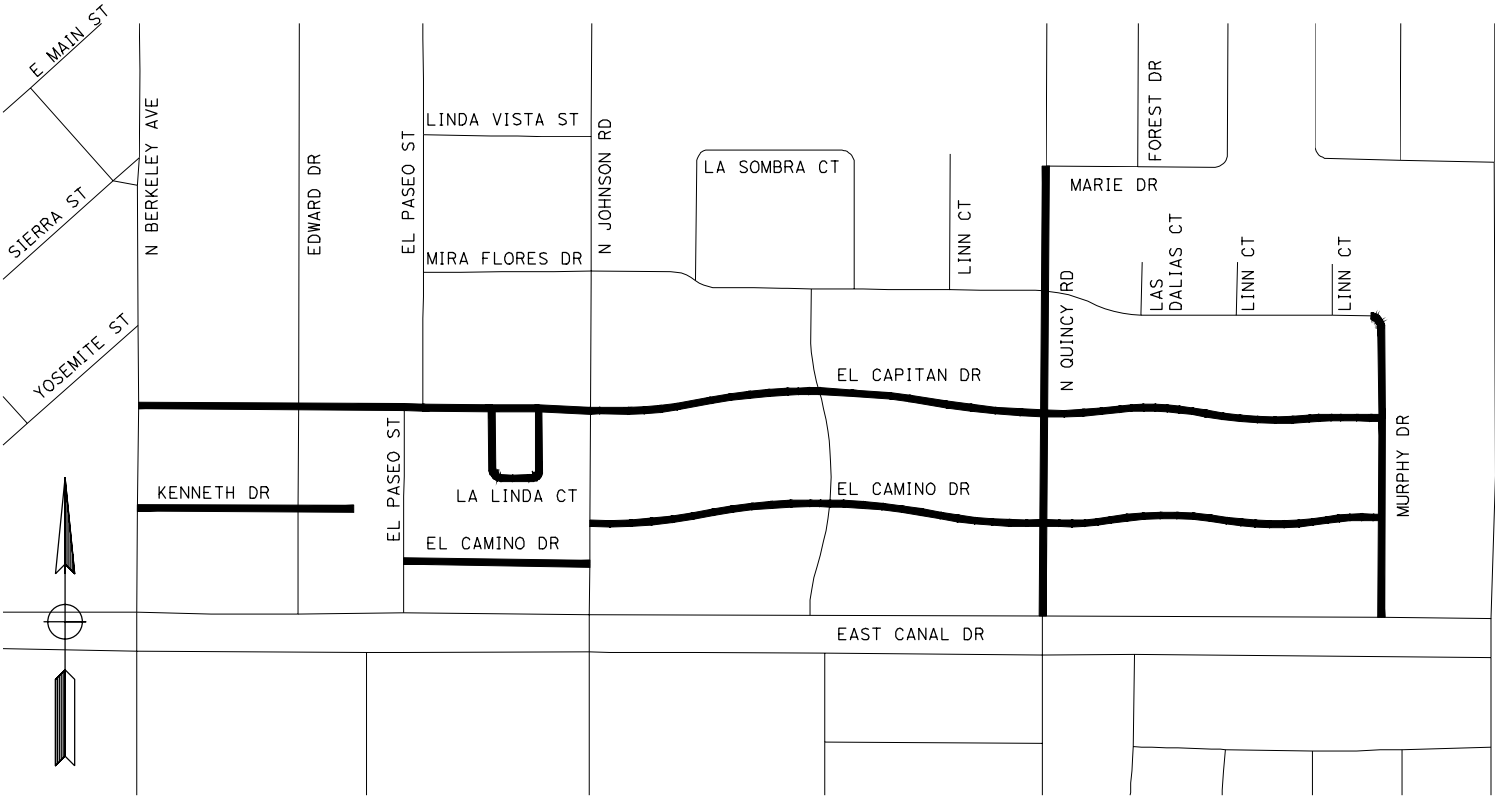 E MAIN ST
N BERKELEY AVE
EDWARD DR
EL PASEO ST
LINDA VISTA ST
N JOHNSON RD
LA SOMBRA CT
FOREST DR
MARIE DR
SIERRA ST
MIRA FLORES DR
LINN CT
LAS
DALIAS CT
LINN CT
LINN CT
YOSEMITE ST
N QUINCY RD
EL CAPITAN DR
MURPHY DR
EL PASEO ST
KENNETH DR
LA LINDA CT
EL CAMINO DR
EL CAMINO DR
EAST CANAL DR